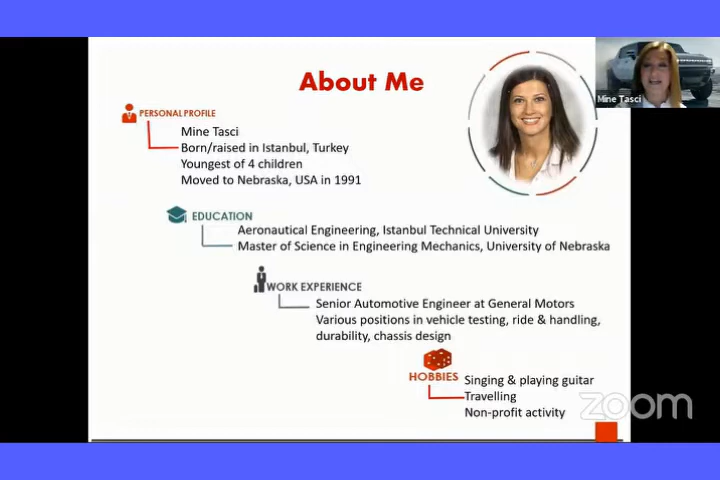 About Me
Mine Tasci
PERSONAL PROFILE
Mine Tasci
Born/raised in Istanbul, Turkey
Youngest of 4 children
Moved to Nebraska, USA in 1991
EDUCATION
Aeronautical Engineering, Istanbul Technical University
Master of Science in Engineering Mechanics, University of Nebraska
WORK EXPERIENCE
Senior Automotive Engineer at General Motors
Various positions in vehicle testing, ride & handling,
durability, chassis design
HOBBIES
Singing & playing guitar
Travelling
Non-profit activity
zoom